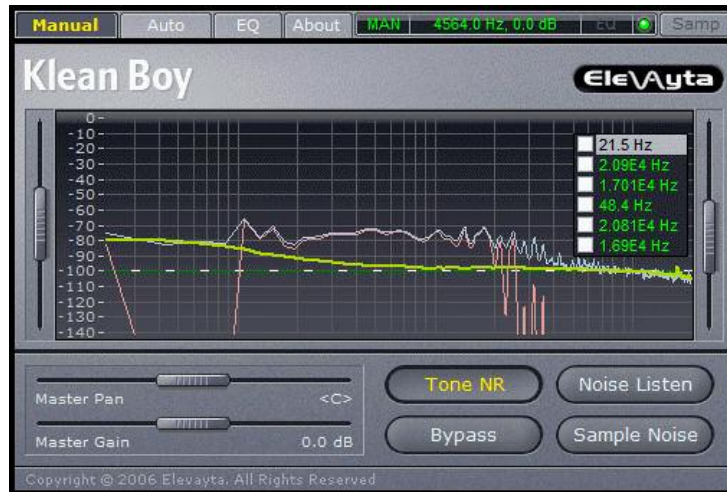 Manual Auto EQ About MAN 4564.0 Hz, 0.0 dB EQ Samp
Klean Boy
EleVAyta
0
-10
-20
-30
-40
-50
-60
-70
-80
-90
-100
-110
-120
-130
-140
21.5 Hz
2.09E4 Hz
1.701E4 Hz
48.4 Hz
2.081E4 Hz
1.69E4 Hz
Master Pan <C>
Master Gain 0.0 dB
Tone NR Noise Listen
Bypass Sample Noise
Copyright © 2006 Elevayta. All Rights Reserved